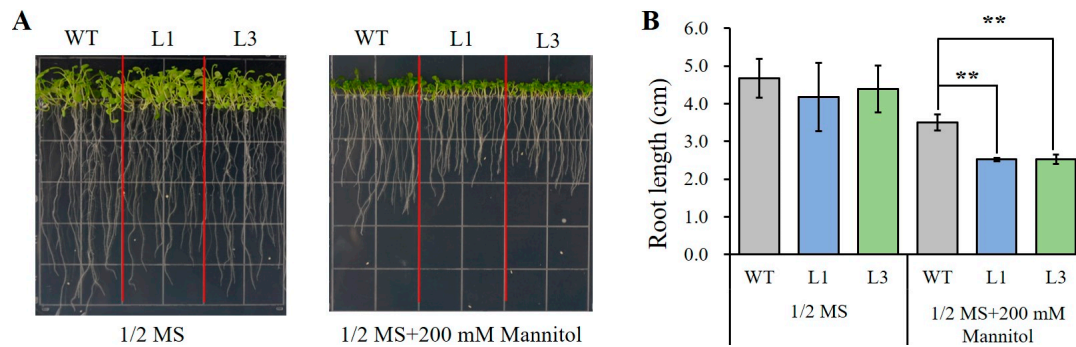 A
WT L1 L3
WT L1 L3
1/2 MS
1/2 MS+200 mM Mannitol
B
Root length (cm)
6.0
5.0
4.0
3.0
2.0
1.0
0.0
**
**
WT L1 L3 WT L1 L3
1/2 MS
1/2 MS+200 mM
Mannitol